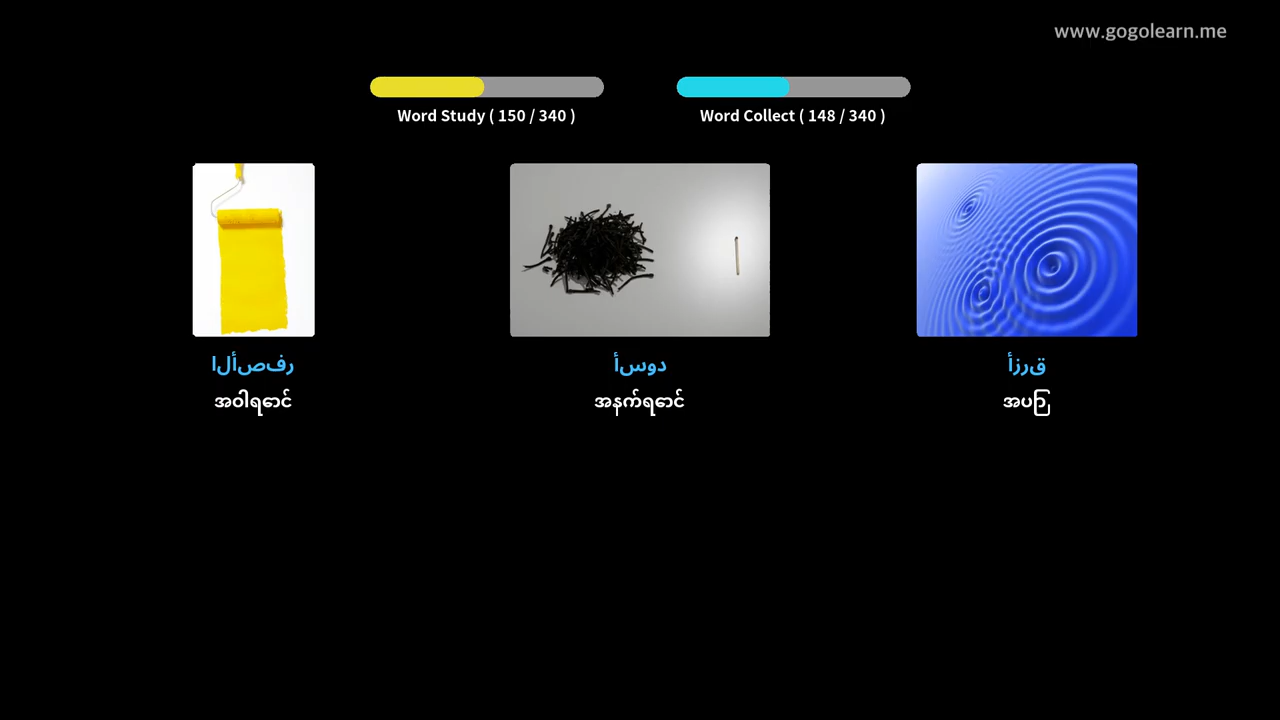 www.gogolearn.me
Word Study ( 150 / 340 )
Word Collect ( 148 / 340 )
الأصفر
أسود
أزرق
အဝါရောင်
အနက်ရောင်
အပြာ